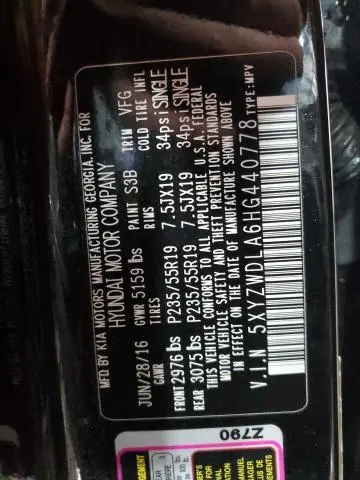 MFD BY KIA MOTORS MANUFACTURING GEORGIA, INC. FOR
HYUNDAI MOTOR COMPANY
JUN/28/16 PAINT S3B TRIM VFG
GVWR 5159 lbs
GAWR TIRES RIMS COLD TIRE INFL
FRONT 2976 lbs P235/55R19 7.5JX19 34psi SINGLE
REAR 3075 lbs P235/55R19 7.5JX19 34psi SINGLE
THIS VEHICLE CONFORMS TO ALL APPLICABLE U.S.A. FEDERAL
MOTOR VEHICLE SAFETY AND THEFT PREVENTION STANDARDS
IN EFFECT ON THE DATE OF MANUFACTURE SHOWN ABOVE
V.I.N 5XYZWDLA6HG440778 TYPE:MPV
Z790